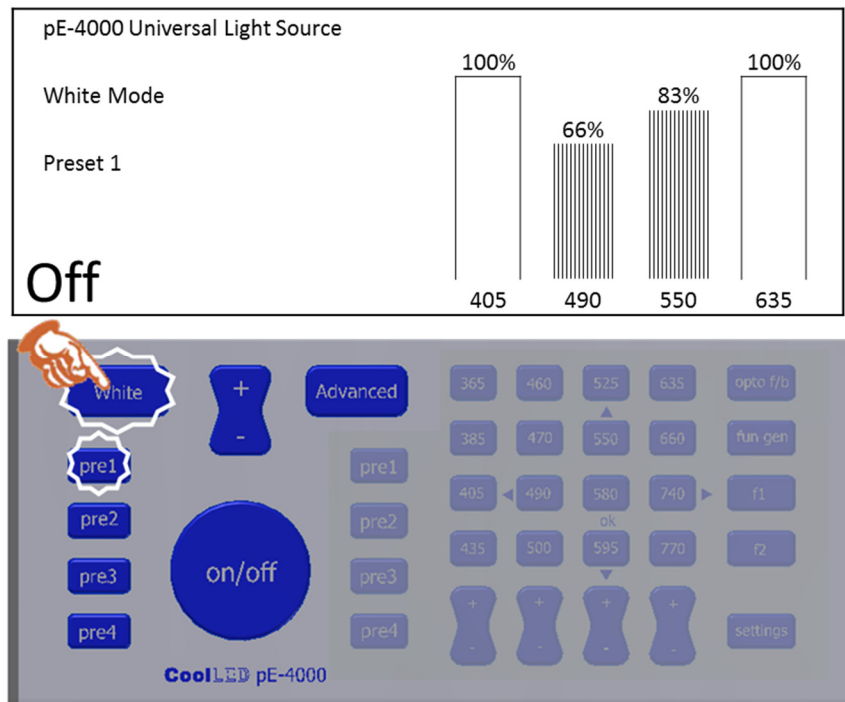 pE-4000 Universal Light Source
White Mode
Preset 1
Off
100% 66% 83% 100%
405 490 550 635
White + Advanced 365 460 525 635 opto f/b
-
pre1 pre1 385 470 550 660 fun gen
pre2 pre2 405 490 580 740 f1
ok
on/off
pre3 pre3 435 500 595 770 f2
pre4 pre4 + + + + settings
- - - -
CoolLED pE-4000